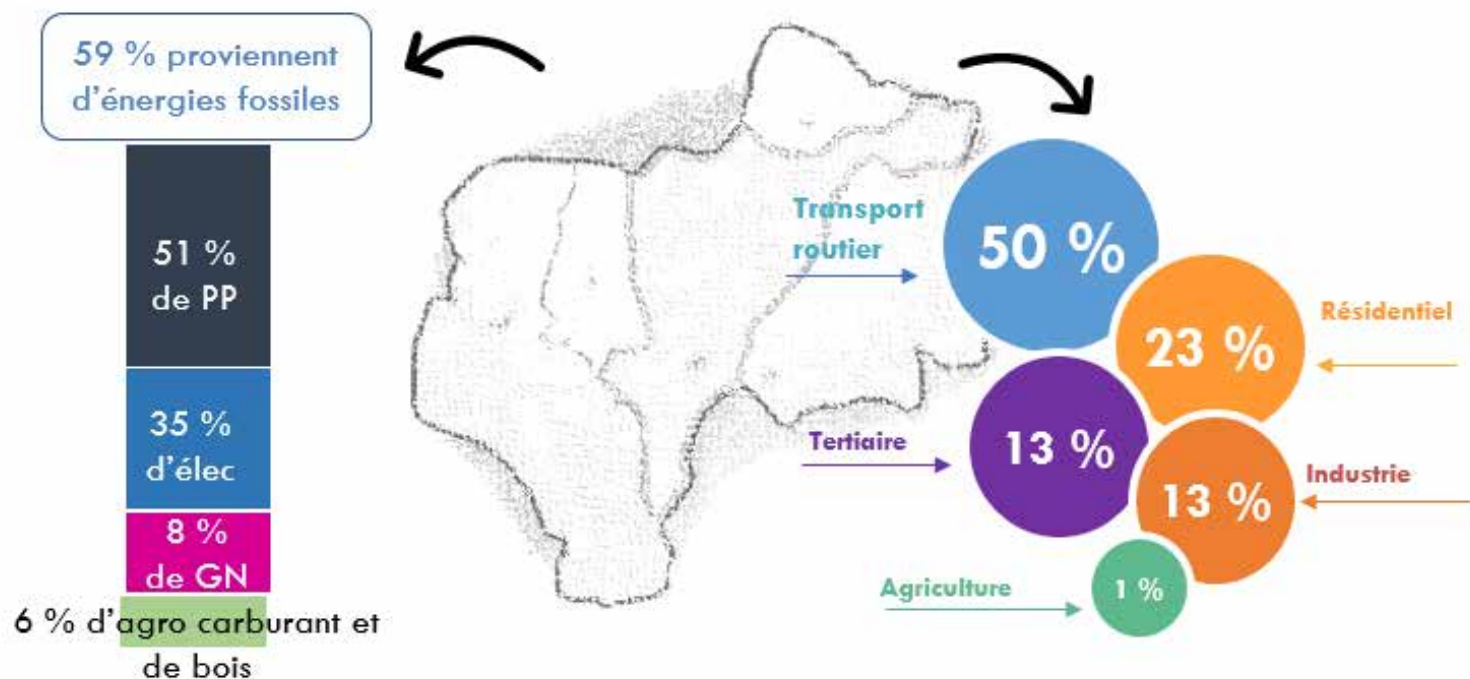 59 % proviennent
d'énergies fossiles
51 %
de PP
35 %
d'élec
8 %
de GN
6 % d'agro carburant et
de bois
Transport
routier
50 %
Résidentiel
23 %
Tertiaire
13 %
Industrie
13 %
Agriculture
1 %